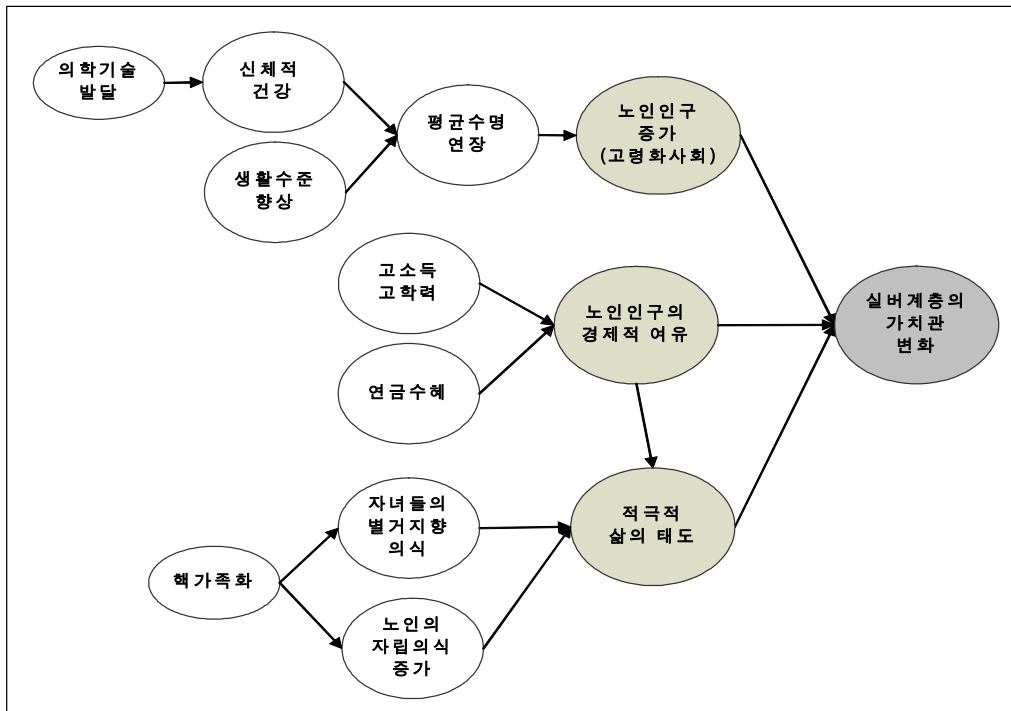 의학기술
발달
신체적
건강
생활수준
향상
평균수명
연장
노인인구
증가
(고령화사회)
고소득
고학력
연금수혜
노인인구의
경제적 여유
실버계층의
가치관
변화
자녀들의
별거지향
의식
핵가족화
노인의
자립의식
증가
적극적
삶의 태도